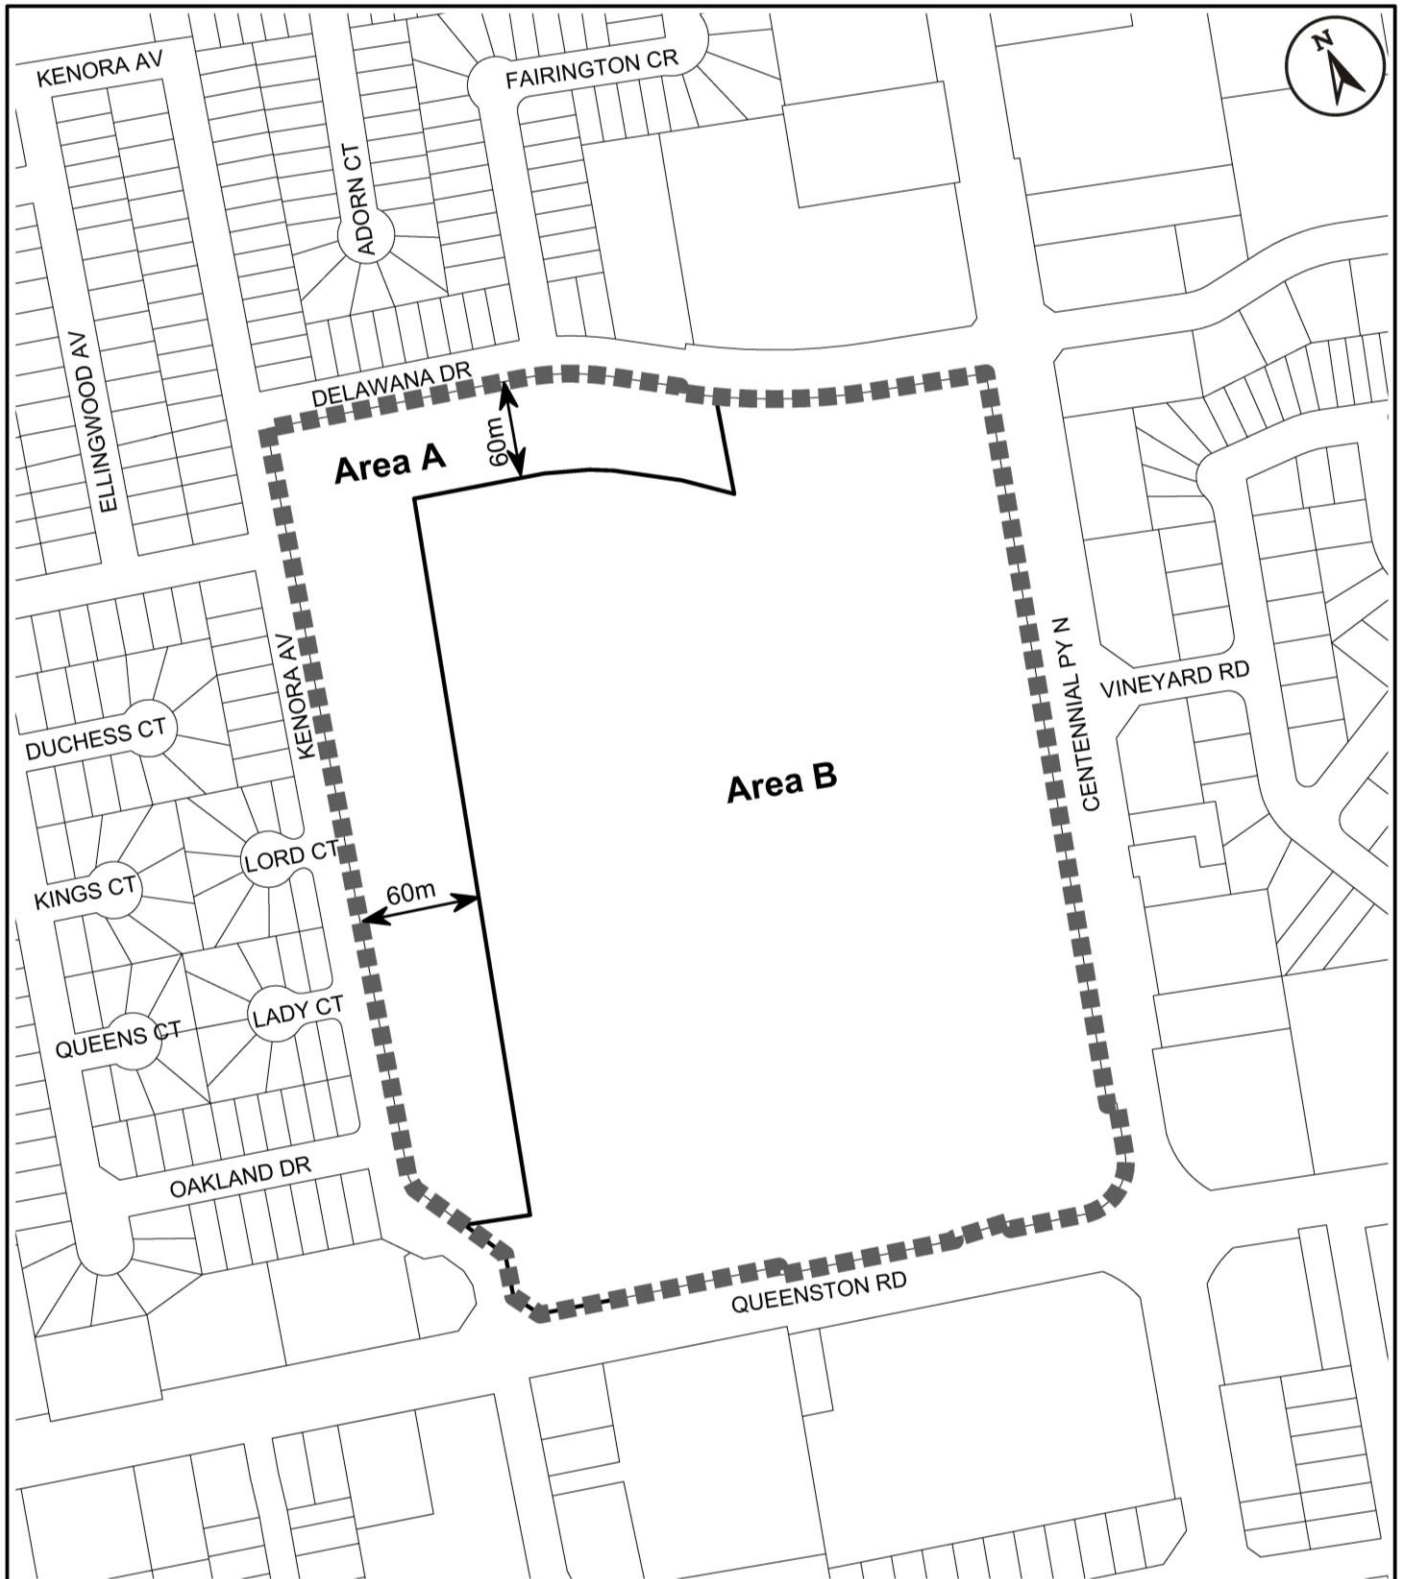 KENORA AV
FAIRINGTON CR
N
ADORN CT
ELLINGWOOD AV
DELAWANA DR
60m
Area A
KENORA AV
CENTENNIAL PY N
VINEYARD RD
DUCHESS CT
Area B
LORD CT
KINGS CT
60m
LADY CT
QUEENS CT
OAKLAND DR
QUEENSTON RD